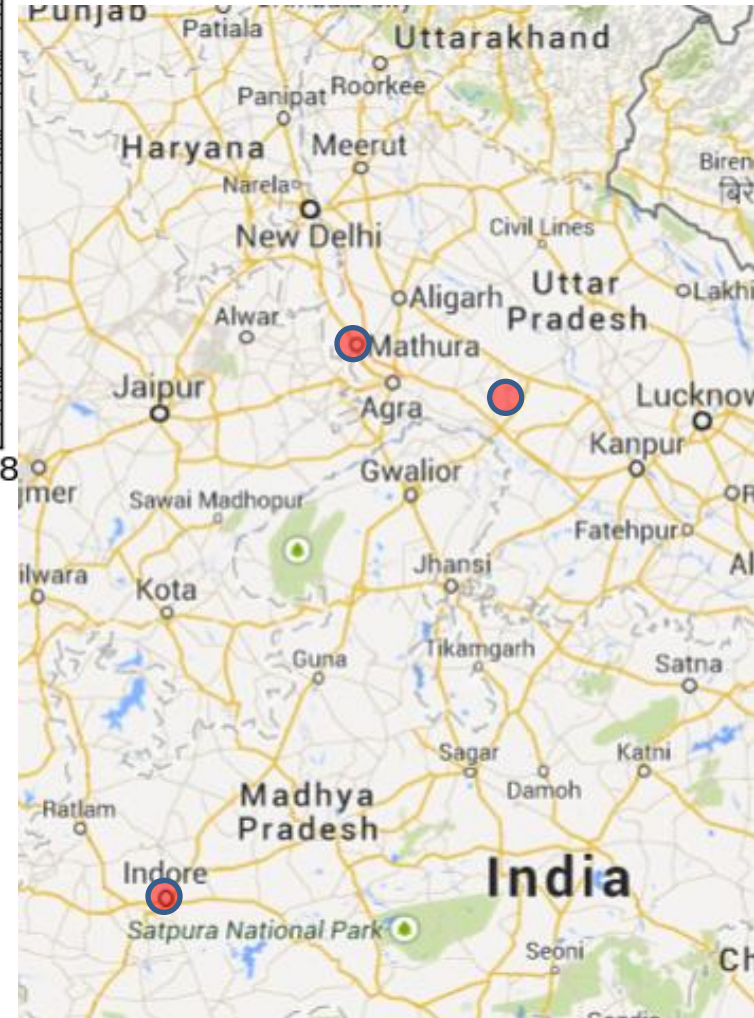 Punjab
Patiala
Uttarakhand
Roorkee
Panipat
Haryana
Meerut
Biren
Narela
New Delhi
Civil Lines
Uttar
Pradesh
Aligarh
Lakhi
Alwar
Mathura
Jaipur
Agra
Lucknow
Kanpur
8
mer
Gwalior
Sawai Madhopur
Fatehpur
ilwara
Kota
Jhansi
Al
Guna
Tikamgarh
Satna
Sagar
Katni
Damoh
Madhya
Pradesh
Ratlam
Indore
India
Satpura National Park
Seoni
Ch